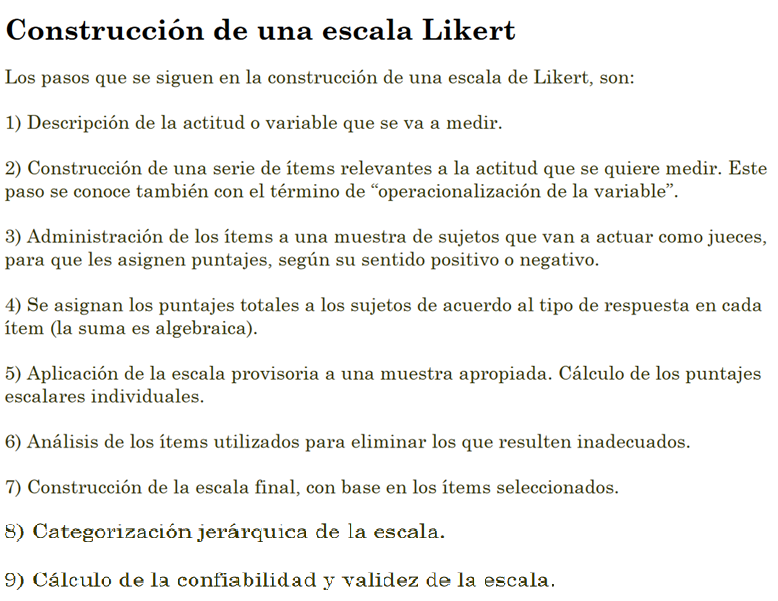 Construcción de una escala Likert
Los pasos que se siguen en la construcción de una escala de Likert, son:
1) Descripción de la actitud o variable que se va a medir.
2) Construcción de una serie de ítems relevantes a la actitud que se quiere medir. Este
paso se conoce también con el término de “operacionalización de la variable”.
3) Administración de los ítems a una muestra de sujetos que van a actuar como jueces,
para que les asignen puntajes, según su sentido positivo o negativo.
4) Se asignan los puntajes totales a los sujetos de acuerdo al tipo de respuesta en cada
ítem (la suma es algebraica).
5) Aplicación de la escala provisoria a una muestra apropiada. Cálculo de los puntajes
escalares individuales.
6) Análisis de los ítems utilizados para eliminar los que resulten inadecuados.
7) Construcción de la escala final, con base en los ítems seleccionados.
8) Categorización jerárquica de la escala.
9) Cálculo de la confiabilidad y validez de la escala.